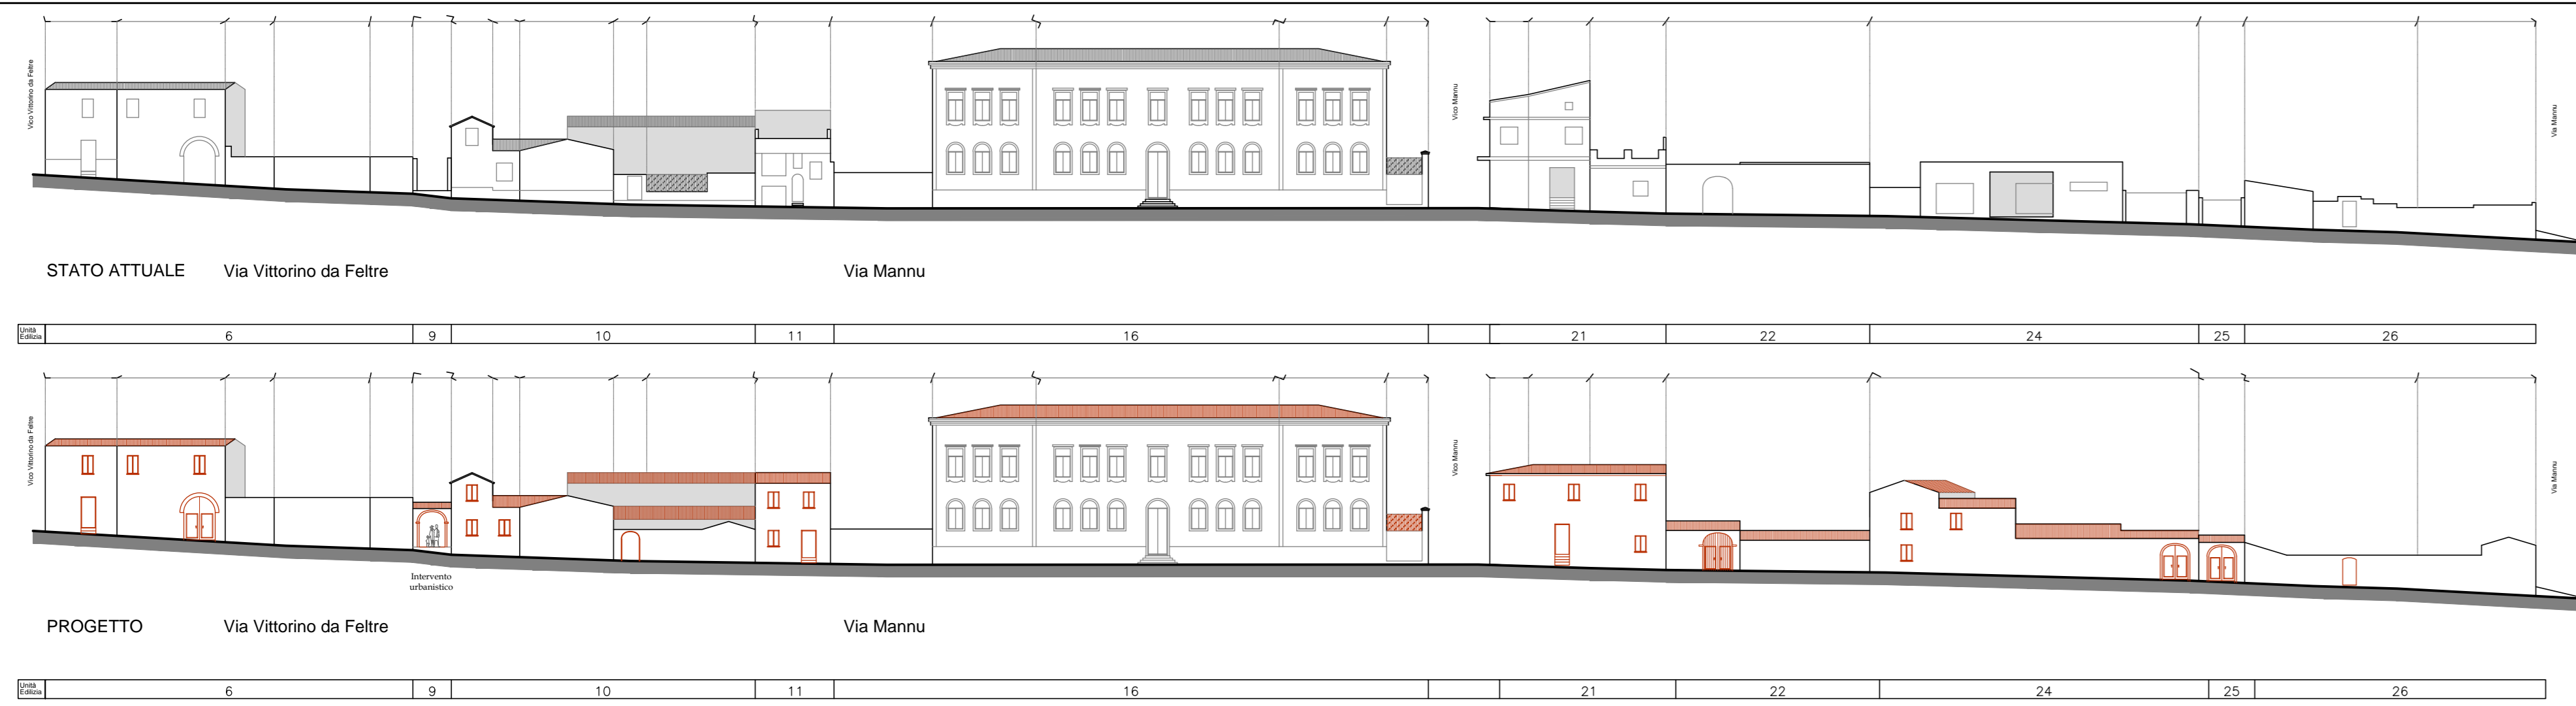 Vico Vittorino da Feltre
Vico Mannu
Via Mannu
STATO ATTUALE Via Vittorino da Feltre Via Mannu
Unità
Edilizia
6 9 10 11 16 21 22 24 25 26
Vico Vittorino da Feltre
Vico Mannu
Via Mannu
Intervento
urbanistico
PROGETTO Via Vittorino da Feltre Via Mannu
Unità
Edilizia
6 9 10 11 16 21 22 24 25 26